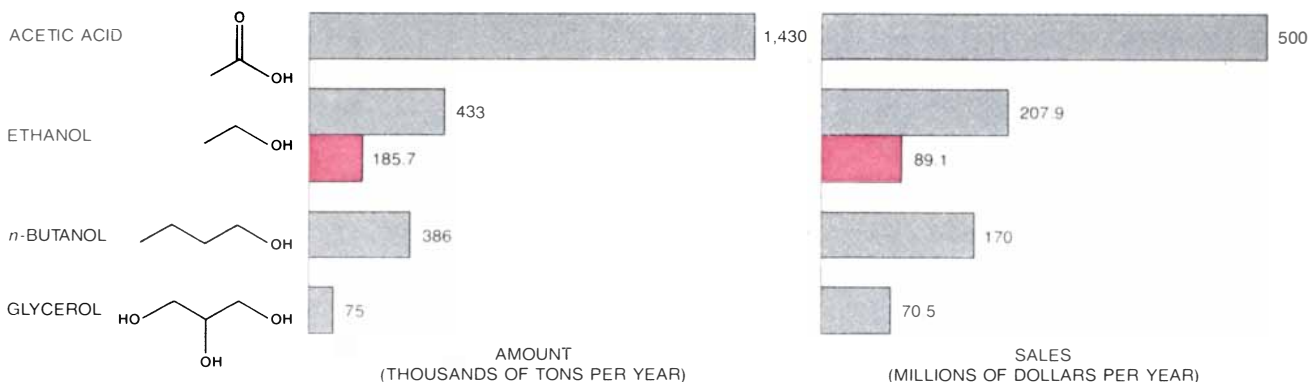 ACETIC ACID
O
OH
1,430
500
ETHANOL
OH
433
185.7
207.9
89.1
n-BUTANOL
OH
386
170
GLYCEROL
HO
OH
OH
75
70 5
AMOUNT
(THOUSANDS OF TONS PER YEAR)
SALES
(MILLIONS OF DOLLARS PER YEAR)